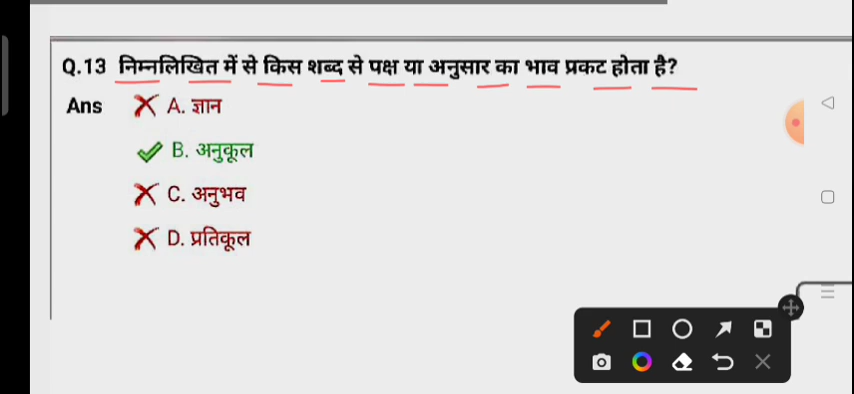 Q.13 निम्नलिखित में से किस शब्द से पक्ष या अनुसार का भाव प्रकट होता है?
Ans A. ज्ञान
B. अनुकूल
C. अनुभव
D. प्रतिकूल